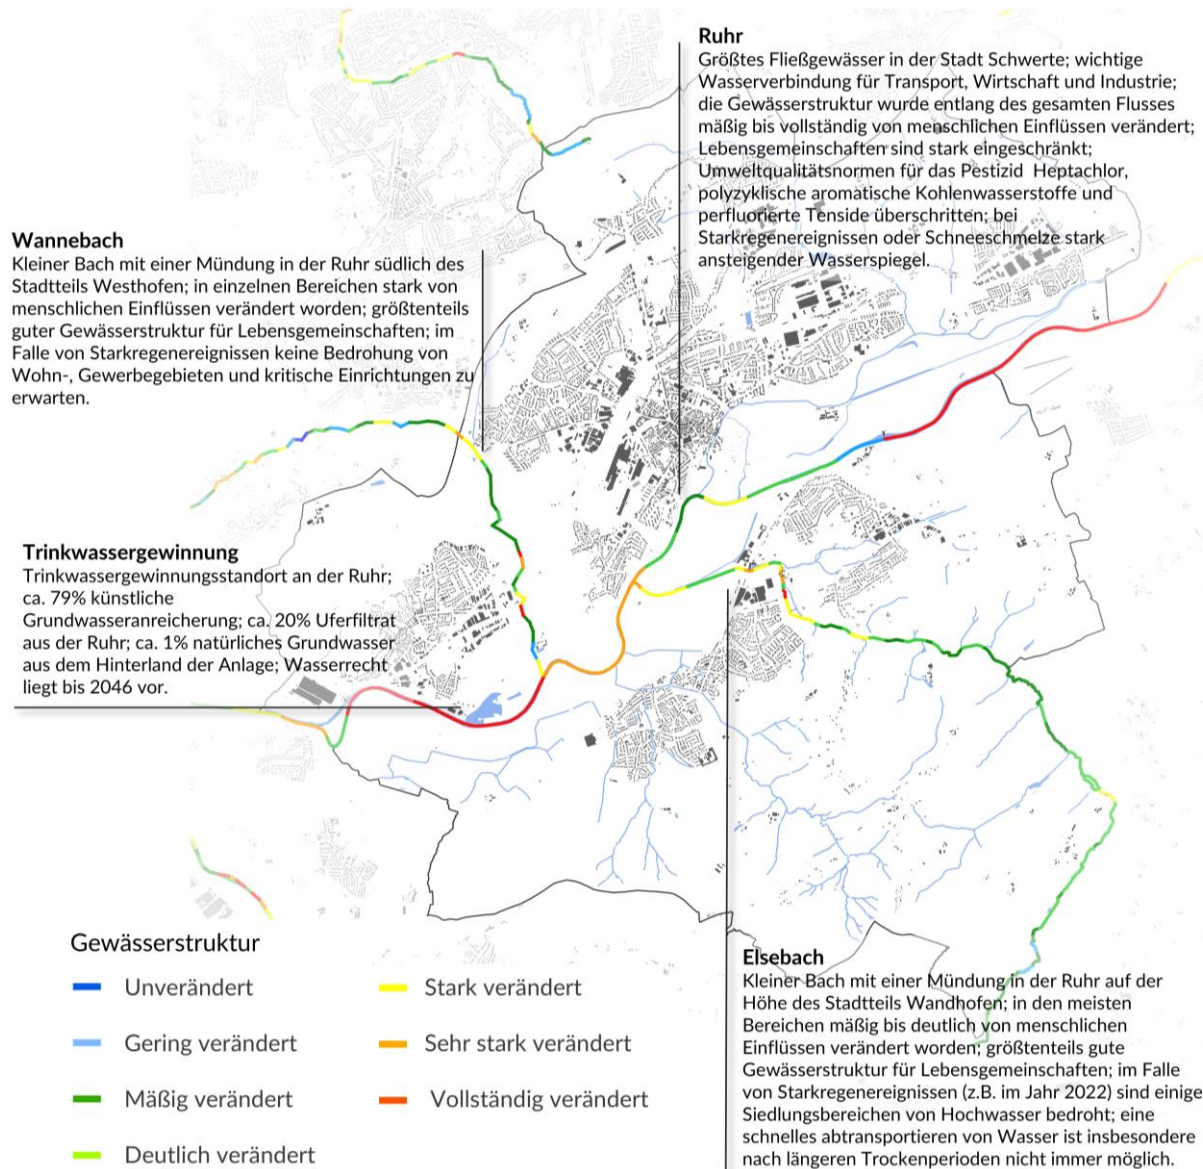 Ruhr
Größtes Fließgewässer in der Stadt Schwerte; wichtige
Wasserverbindung für Transport, Wirtschaft und Industrie;
die Gewässerstruktur wurde entlang des gesamten Flusses
mäßig bis vollständig von menschlichen Einflüssen verändert;
Lebensgemeinschaften sind stark eingeschränkt;
Umweltqualitätsnormen für das Pestizid Heptachlor,
polyzyklische aromatische Kohlenwasserstoffe und
perfluorierte Tenside überschritten; bei
Starkregenereignissen oder Schneeschmelze stark
ansteigender Wasserspiegel.
Wannebach
Kleiner Bach mit einer Mündung in der Ruhr südlich des
Stadtteils Westhofen; in einzelnen Bereichen stark von
menschlichen Einflüssen verändert worden; größtenteils
guter Gewässerstruktur für Lebensgemeinschaften; im
Falle von Starkregenereignissen keine Bedrohung von
Wohn-, Gewerbegebieten und kritische Einrichtungen zu
erwarten.
Trinkwassergewinnung
Trinkwassergewinnungsstandort an der Ruhr;
ca. 79% künstliche
Grundwasseranreicherung; ca. 20% Uferfiltrat
aus der Ruhr; ca. 1% natürliches Grundwasser
aus dem Hinterland der Anlage; Wasserrecht
liegt bis 2046 vor.
Gewässerstruktur
Unverändert
Gering verändert
Mäßig verändert
Deutlich verändert
Stark verändert
Sehr stark verändert
Vollständig verändert
Elsebach
Kleiner Bach mit einer Mündung in der Ruhr auf der
Höhe des Stadtteils Wandhofen; in den meisten
Bereichen mäßig bis deutlich von menschlichen
Einflüssen verändert worden; größtenteils gute
Gewässerstruktur für Lebensgemeinschaften; im Falle
von Starkregenereignissen (z.B. im Jahr 2022) sind einige
Siedlungsbereichen von Hochwasser bedroht; eine
schnelles abtransportieren von Wasser ist insbesondere
nach längeren Trockenperioden nicht immer möglich.